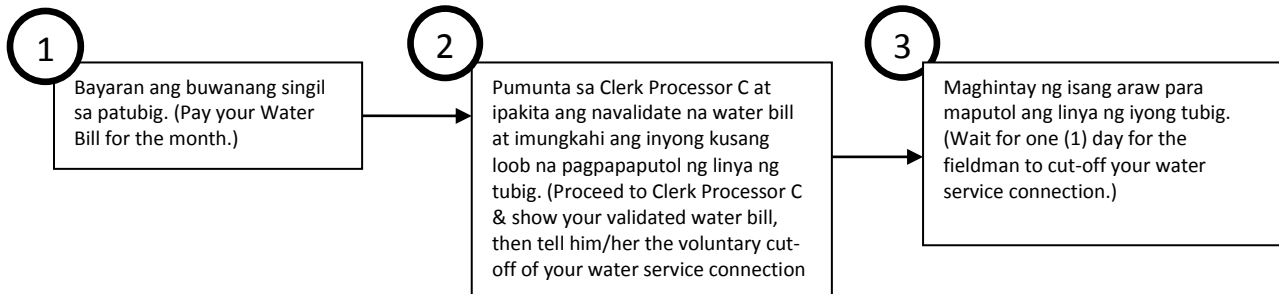 1
Bayaran ang buwanang singil
sa patubig. (Pay your Water
Bill for the month.)
2
Pumunta sa Clerk Processor C at
ipakita ang navalidate na water bill
at imungkahi ang inyong kusang
loob na pagpapaputol ng linya ng
tubig. (Proceed to Clerk Processor C
& show your validated water bill,
then tell him/her the voluntary cut-
off of your water service connection
3
Maghintay ng isang araw para
maputol ang linya ng iyong tubig.
(Wait for one (1) day for the
fieldman to cut-off your water
service connection.)